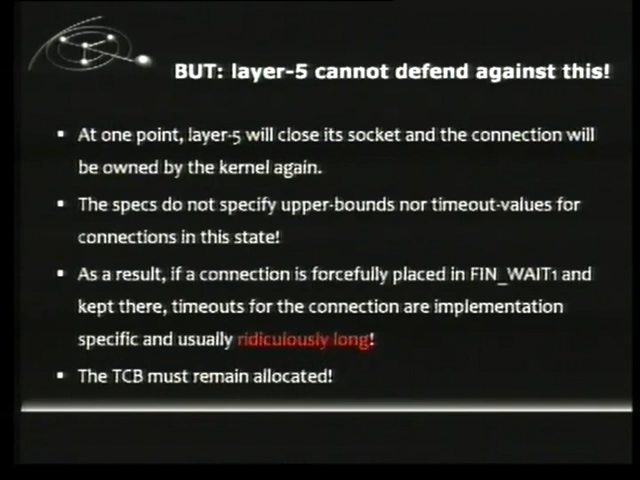 BUT: layer-5 cannot defend against this!
▪ At one point, layer-5 will close its socket and the connection will
be owned by the kernel again.
▪ The specs do not specify upper-bounds nor timeout-values for
connections in this state!
▪ As a result, if a connection is forcefully placed in FIN_WAIT1 and
kept there, timeouts for the connection are implementation
specific and usually ridiculously long!
▪ The TCB must remain allocated!